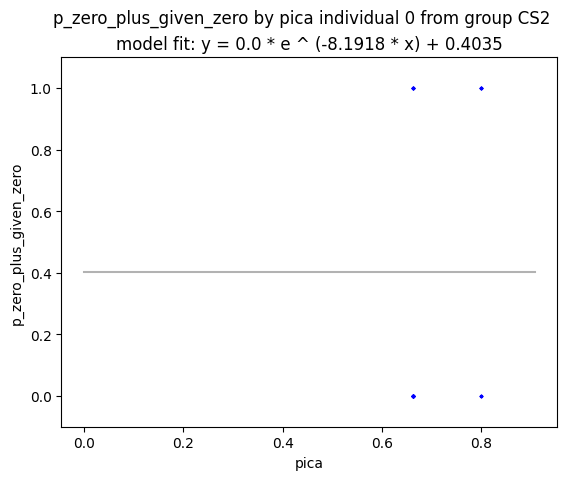 p_zero_plus_given_zero by pica individual 0 from group CS2
model fit: y = 0.0 * e ^ (-8.1918 * x) + 0.4035
1.0
0.8
0.6
0.4
0.2
0.0
p_zero_plus_given_zero
0.0 0.2 0.4 0.6 0.8
pica